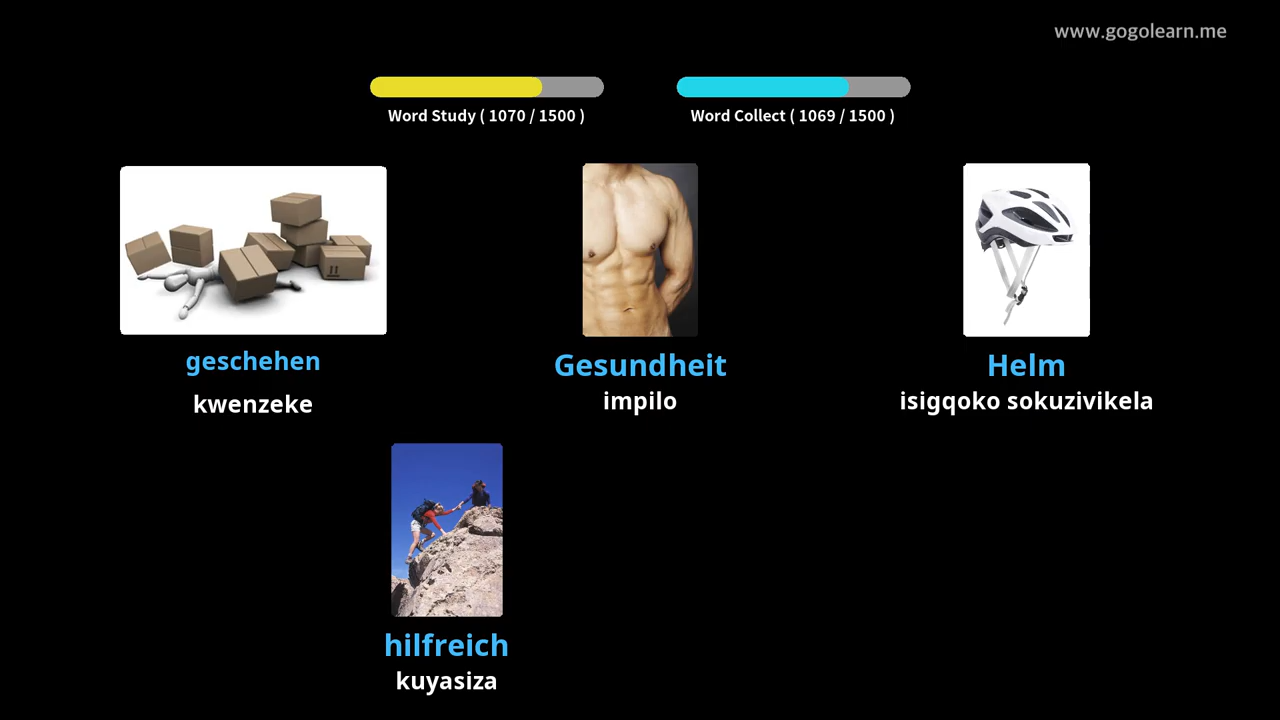 www.gogolearn.me
Word Study ( 1070 / 1500 )
Word Collect ( 1069 / 1500 )
geschehen
kwenzeke
Gesundheit
impilo
Helm
isigqoko sokuzivikela
hilfreich
kuyasiza